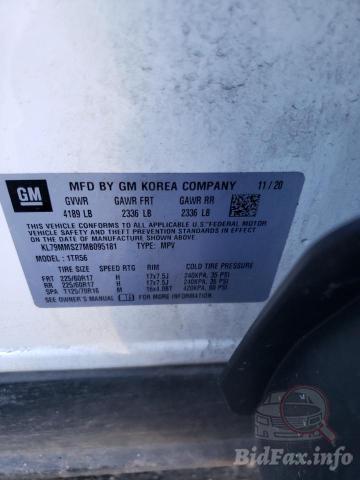 GM
MFD BY GM KOREA COMPANY 11/20
GVWR GAWR FRT GAWR RR
4189 LB 2336 LB 2336 LB
THIS VEHICLE CONFORMS TO ALL APPLICABLE U.S. FEDERAL MOTOR
VEHICLE SAFETY, BUMPER, AND THEFT PREVENTION STANDARDS IN
EFFECT ON THE DATE OF MANUFACTURE SHOWN ABOVE.
KL79MMS27MB095181 TYPE: MPV
MODEL: 1TR56
TIRE SIZE SPEED RTG RIM COLD TIRE PRESSURE
FRT 225/60R17 H 17x7.5J 240KPA, 35 PSI
RR 225/60R17 H 17x7.5J 240KPA, 35 PSI
SPA T125/70R16 M 16x4.0BT 420KPA, 60 PSI
SEE OWNER'S MANUAL FOR ADDITIONAL INFORMATION.
BidFax.info